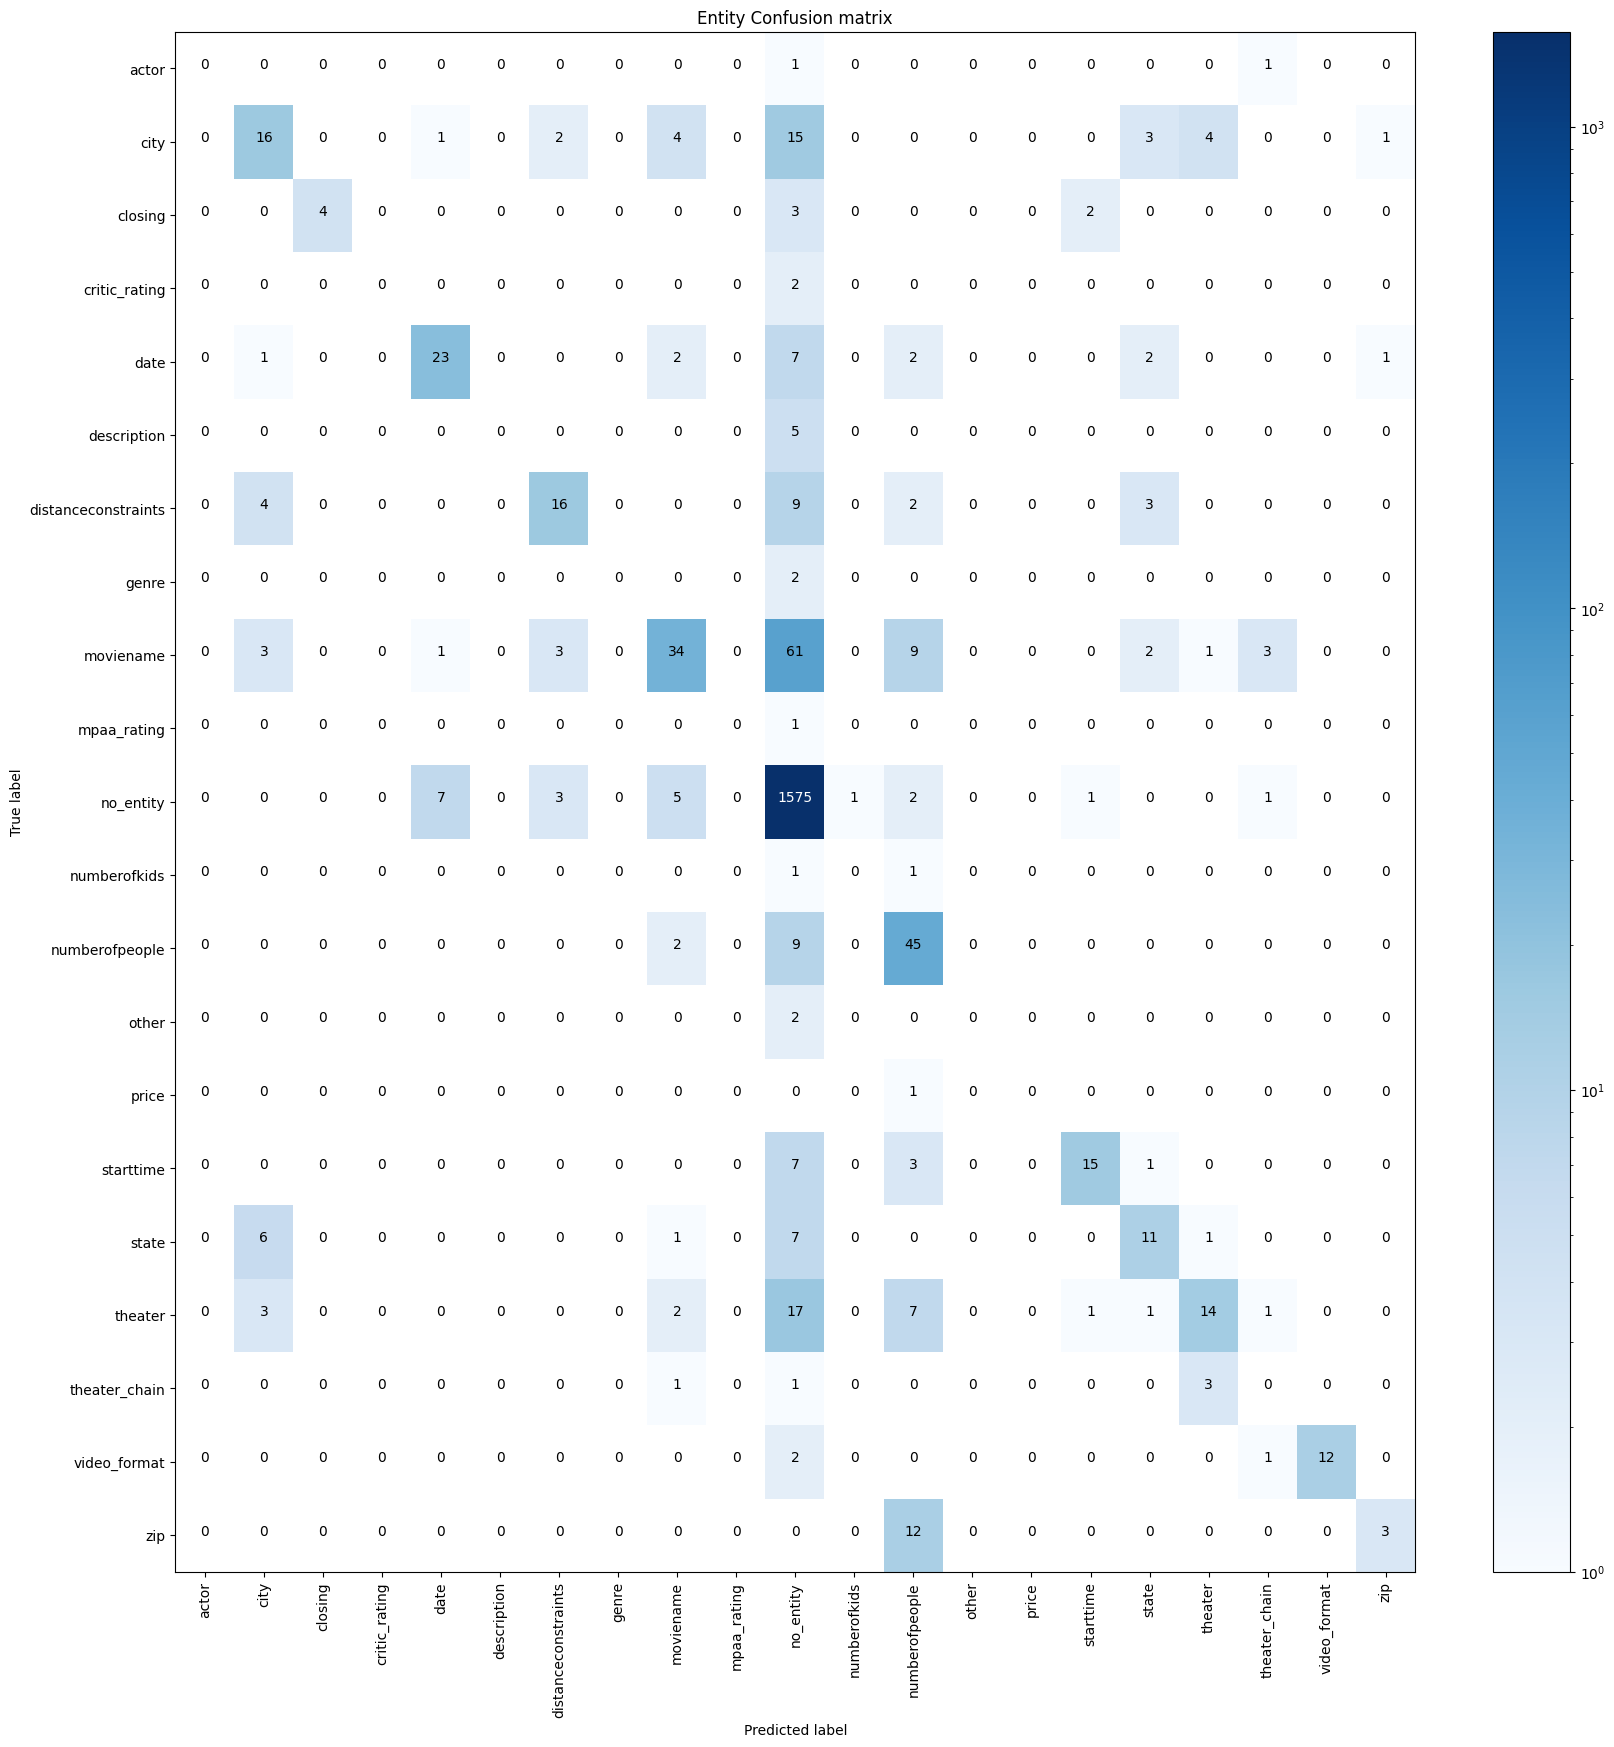 Entity Confusion matrix
actor 0 0 0 0 0 0 0 0 0 0 1 0 0 0 0 0 0 0 1 0 0
city 0 16 0 0 1 0 2 0 4 0 15 0 0 0 0 0 3 4 0 0 1
closing 0 0 4 0 0 0 0 0 0 0 3 0 0 0 0 2 0 0 0 0 0
critic_rating 0 0 0 0 0 0 0 0 0 0 2 0 0 0 0 0 0 0 0 0 0
date 0 1 0 0 23 0 0 0 2 0 7 0 2 0 0 0 2 0 0 0 1
description 0 0 0 0 0 0 0 0 0 0 5 0 0 0 0 0 0 0 0 0 0
distanceconstraints 0 4 0 0 0 0 16 0 0 0 9 0 2 0 0 0 3 0 0 0 0
genre 0 0 0 0 0 0 0 0 0 0 2 0 0 0 0 0 0 0 0 0 0
moviename 0 3 0 0 1 0 3 0 34 0 61 0 9 0 0 0 2 1 3 0 0
mpaa_rating 0 0 0 0 0 0 0 0 0 0 1 0 0 0 0 0 0 0 0 0 0
no_entity 0 0 0 0 7 0 3 0 5 0 1575 1 2 0 0 1 0 0 1 0 0
numberofkids 0 0 0 0 0 0 0 0 0 0 1 0 1 0 0 0 0 0 0 0 0
numberofpeople 0 0 0 0 0 0 0 0 2 0 9 0 45 0 0 0 0 0 0 0 0
other 0 0 0 0 0 0 0 0 0 0 2 0 0 0 0 0 0 0 0 0 0
price 0 0 0 0 0 0 0 0 0 0 0 0 1 0 0 0 0 0 0 0 0
starttime 0 0 0 0 0 0 0 0 0 0 7 0 3 0 0 15 1 0 0 0 0
state 0 6 0 0 0 0 0 0 1 0 7 0 0 0 0 0 11 1 0 0 0
theater 0 3 0 0 0 0 0 0 2 0 17 0 7 0 0 1 1 14 1 0 0
theater_chain 0 0 0 0 0 0 0 0 1 0 1 0 0 0 0 0 0 3 0 0 0
video_format 0 0 0 0 0 0 0 0 0 0 2 0 0 0 0 0 0 0 1 12 0
zip 0 0 0 0 0 0 0 0 0 0 0 0 12 0 0 0 0 0 0 0 3
True label
actor
city
closing
critic_rating
date
description
distanceconstraints
genre
moviename
mpaa_rating
no_entity
numberofkids
numberofpeople
other
price
starttime
state
theater
theater_chain
video_format
zip
Predicted label
10³
10²
10¹
10⁰